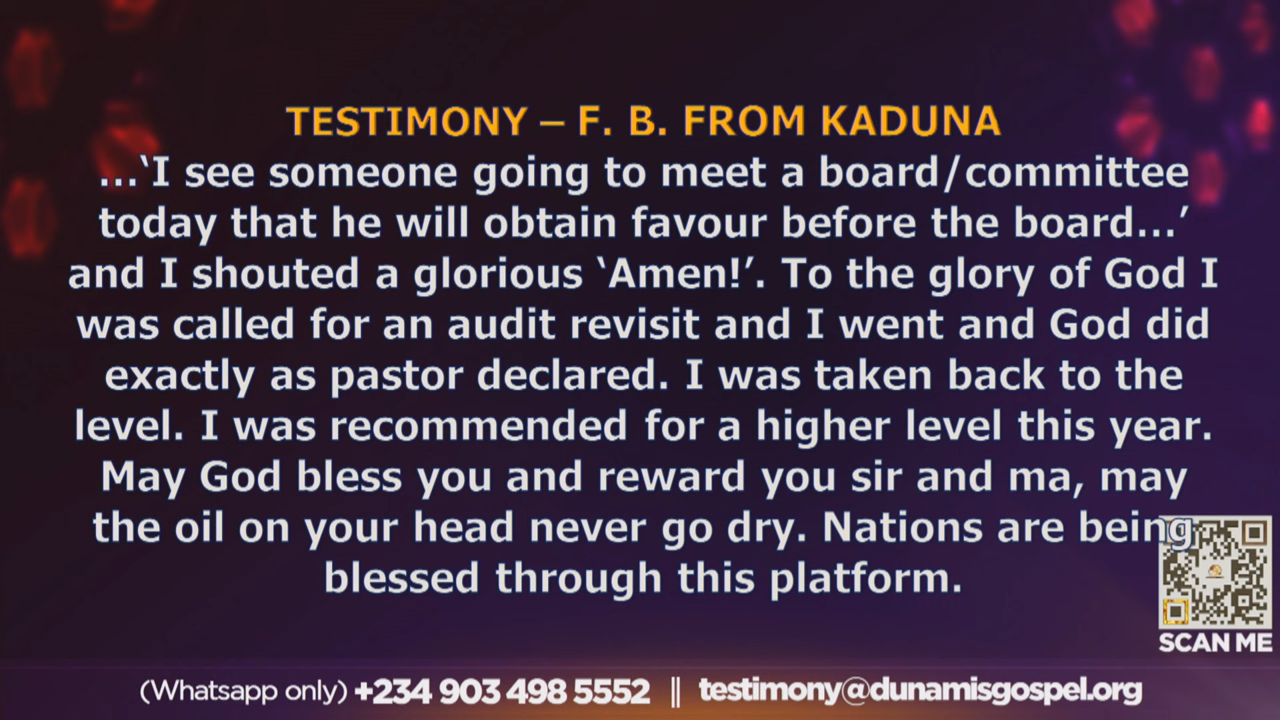 TESTIMONY – F. B. FROM KADUNA
...‘I see someone going to meet a board/committee
today that he will obtain favour before the board...’
and I shouted a glorious ‘Amen!’. To the glory of God I
was called for an audit revisit and I went and God did
exactly as pastor declared. I was taken back to the
level. I was recommended for a higher level this year.
May God bless you and reward you sir and ma, may
the oil on your head never go dry. Nations are being
blessed through this platform.
SCAN ME
(Whatsapp only) +234 903 498 5552 || testimony@dunamisgospel.org